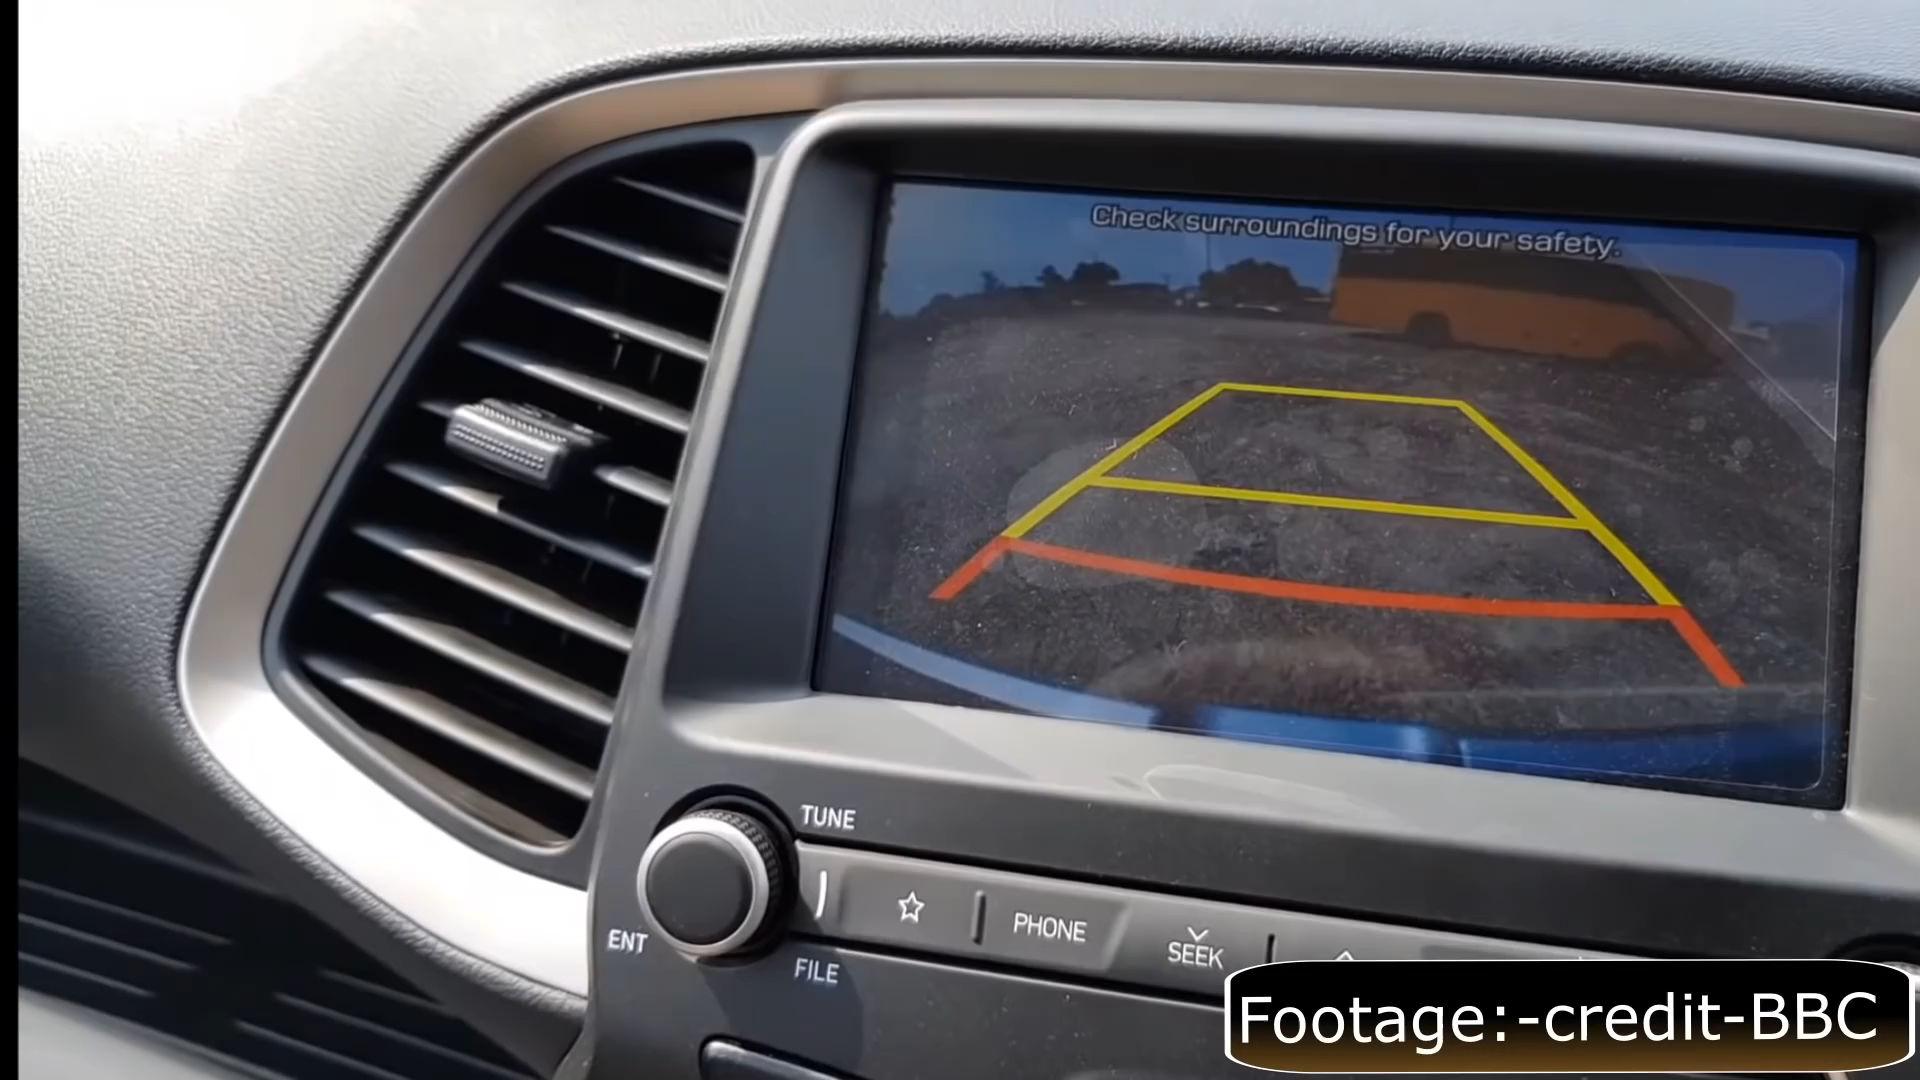 Check surroundings for your safety.
TUNE
PHONE
SEEK
ENT
FILE
Footage:-credit-BBC